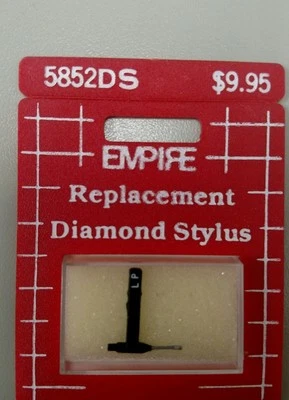 5852DS $9.95
EMPIRE
Replacement
Diamond Stylus
LP